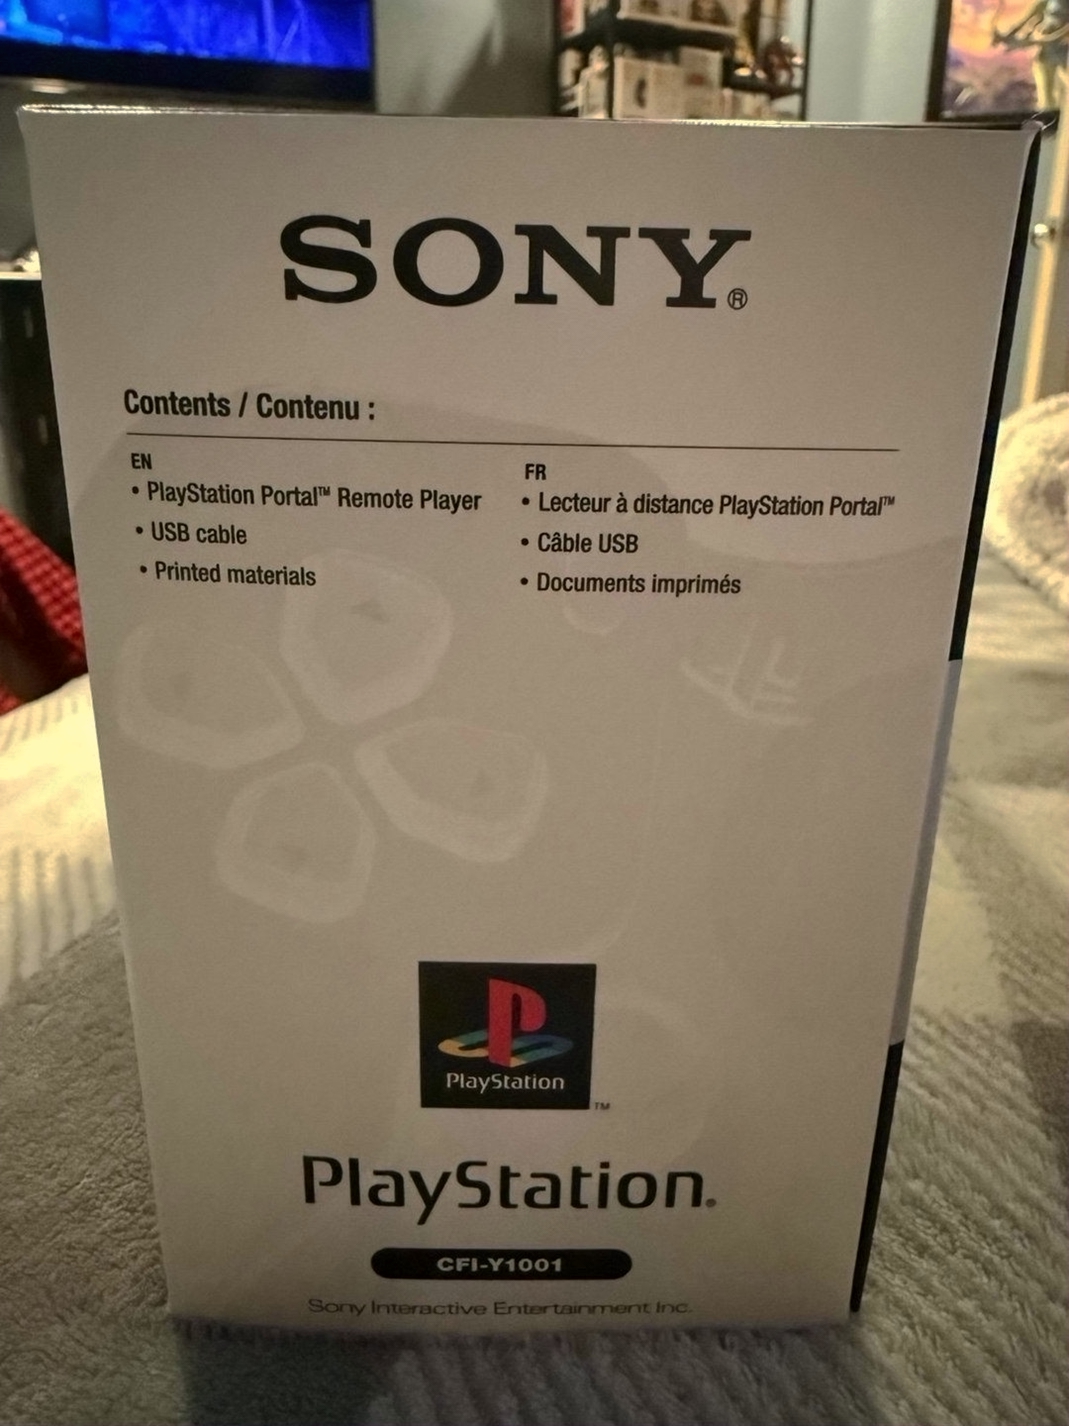 SONY®
Contents / Contenu :
EN
• PlayStation Portal™ Remote Player
• USB cable
• Printed materials
FR
• Lecteur à distance PlayStation Portal™
• Câble USB
• Documents imprimés
PlayStation
TM
PlayStation®
CFI-Y1001
Sony Interactive Entertainment Inc.